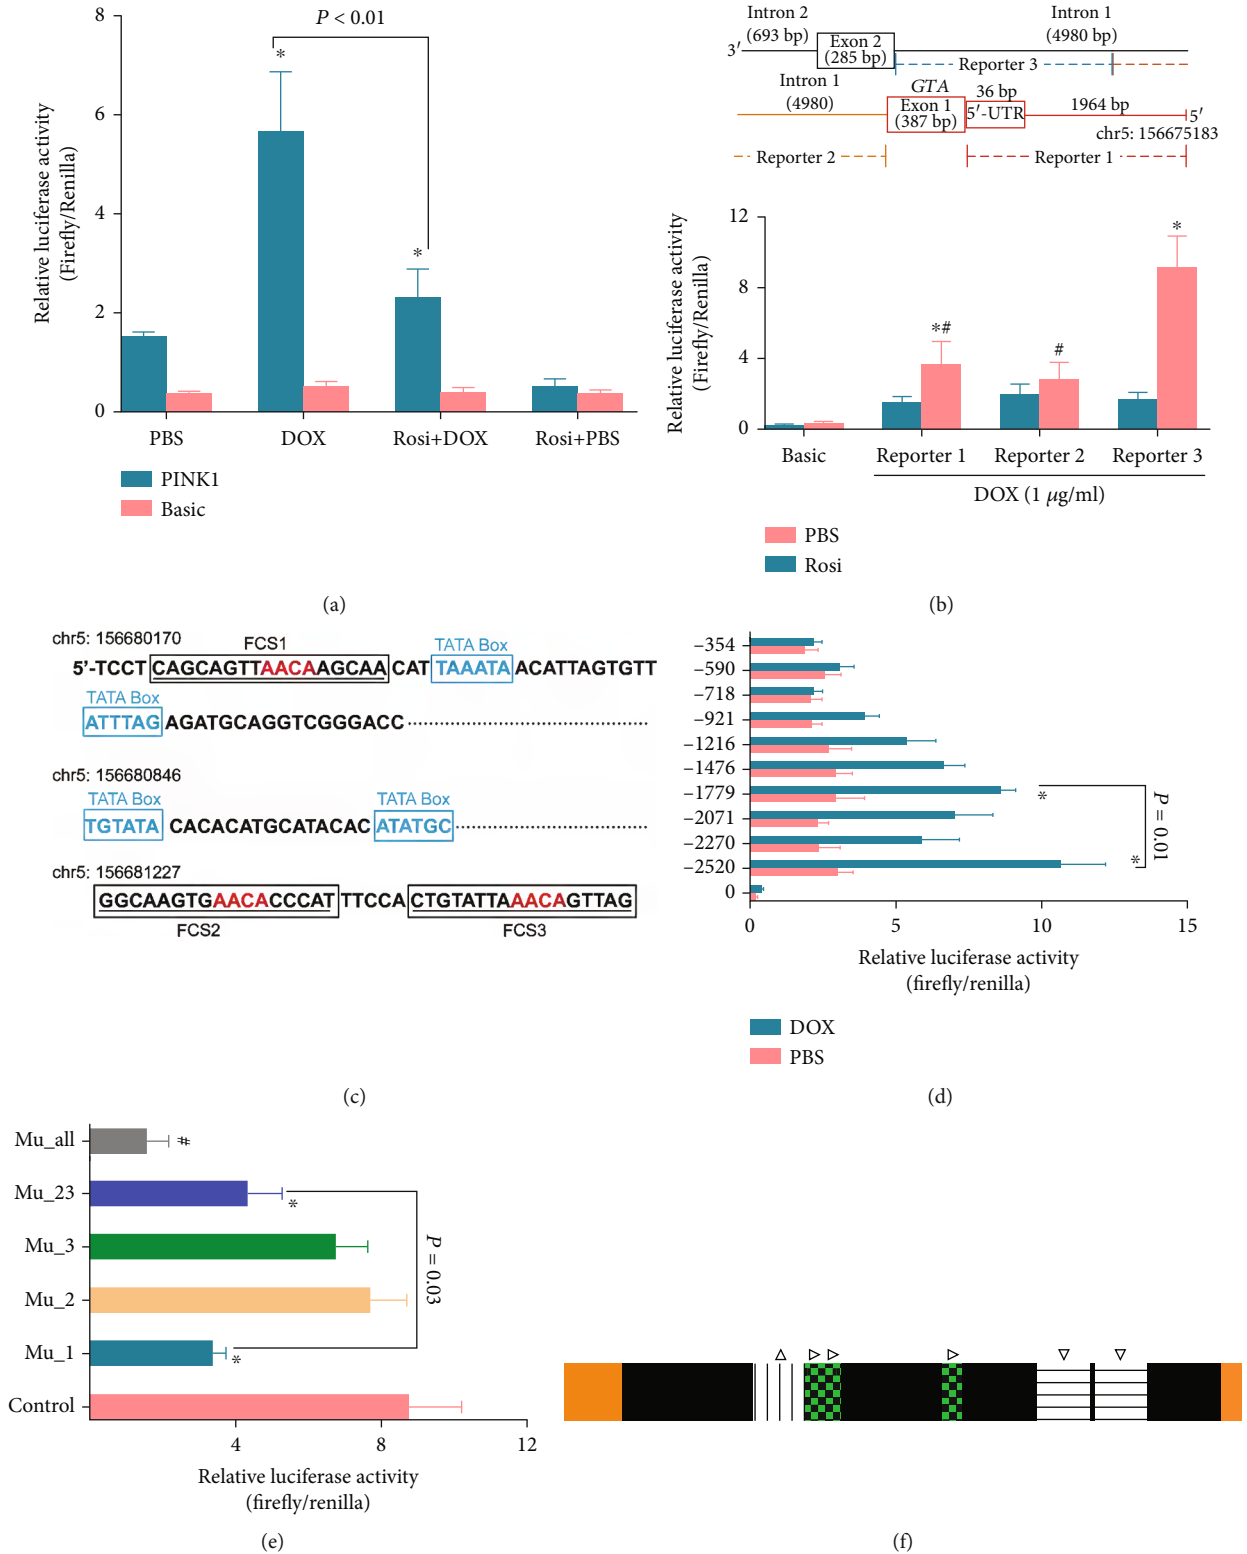 8
6
4
2
0
Relative luciferase activity
(Firefly/Renilla)
P < 0.01
*
*
PBS
DOX
Rosi+DOX
Rosi+PBS
PINK1
Basic
(a)
Intron 2
(693 bp)
Intron 1
(4980 bp)
3′
Exon 2
(285 bp)
Reporter 3
Intron 1
(4980)
GTA
Exon 1
(387 bp)
36 bp
5′-UTR
1964 bp
5′
chr5: 156675183
Reporter 2
Reporter 1
12
8
4
0
Relative luciferase activity
(Firefly/Renilla)
*#
#
*
Basic
Reporter 1
Reporter 2
Reporter 3
DOX (1 μg/ml)
PBS
Rosi
(b)
chr5: 156680170
FCS1
TATA Box
5’-TCCT CAGCAGTTAACAAGCAA CAT TAAATA ACATTAGTGTT
TATA Box
ATTTAG AGATGCAGGTCGGGACC
chr5: 156680846
TATA Box
TATA Box
TGTATA CACACATGCATACAC ATATGC
chr5: 156681227
GGCAAGTGAACACCCAT TTCCA CTGTATTAAACAGTTAG
FCS2
FCS3
(c)
−354
−590
−718
−921
−1216
−1476
−1779
−2071
−2270
−2520
0
*
*
P = 0.01
0
5
10
15
Relative luciferase activity
(firefly/renilla)
DOX
PBS
(d)
Mu_all
Mu_23
Mu_3
Mu_2
Mu_1
Control
#
*
*
P = 0.03
4
8
12
Relative luciferase activity
(firefly/renilla)
(e)
(f)